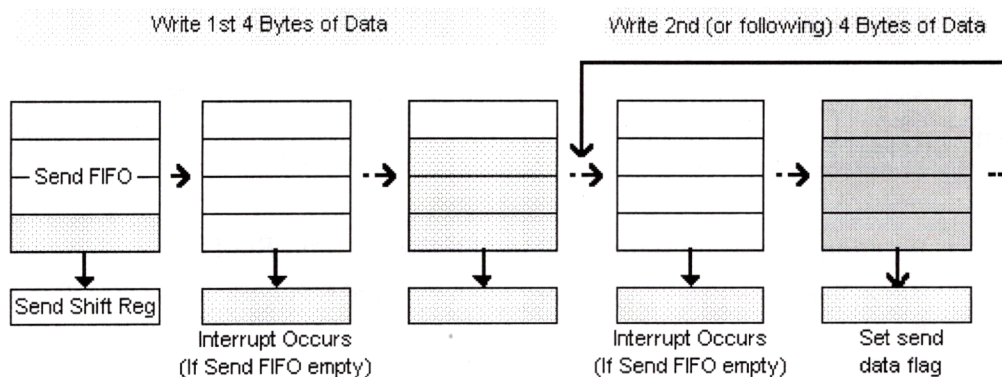 Write 1st 4 Bytes of Data
Write 2nd (or following) 4 Bytes of Data
Send FIFO
Send Shift Reg
Interrupt Occurs
(If Send FIFO empty)
Interrupt Occurs
(If Send FIFO empty)
Set send
data flag